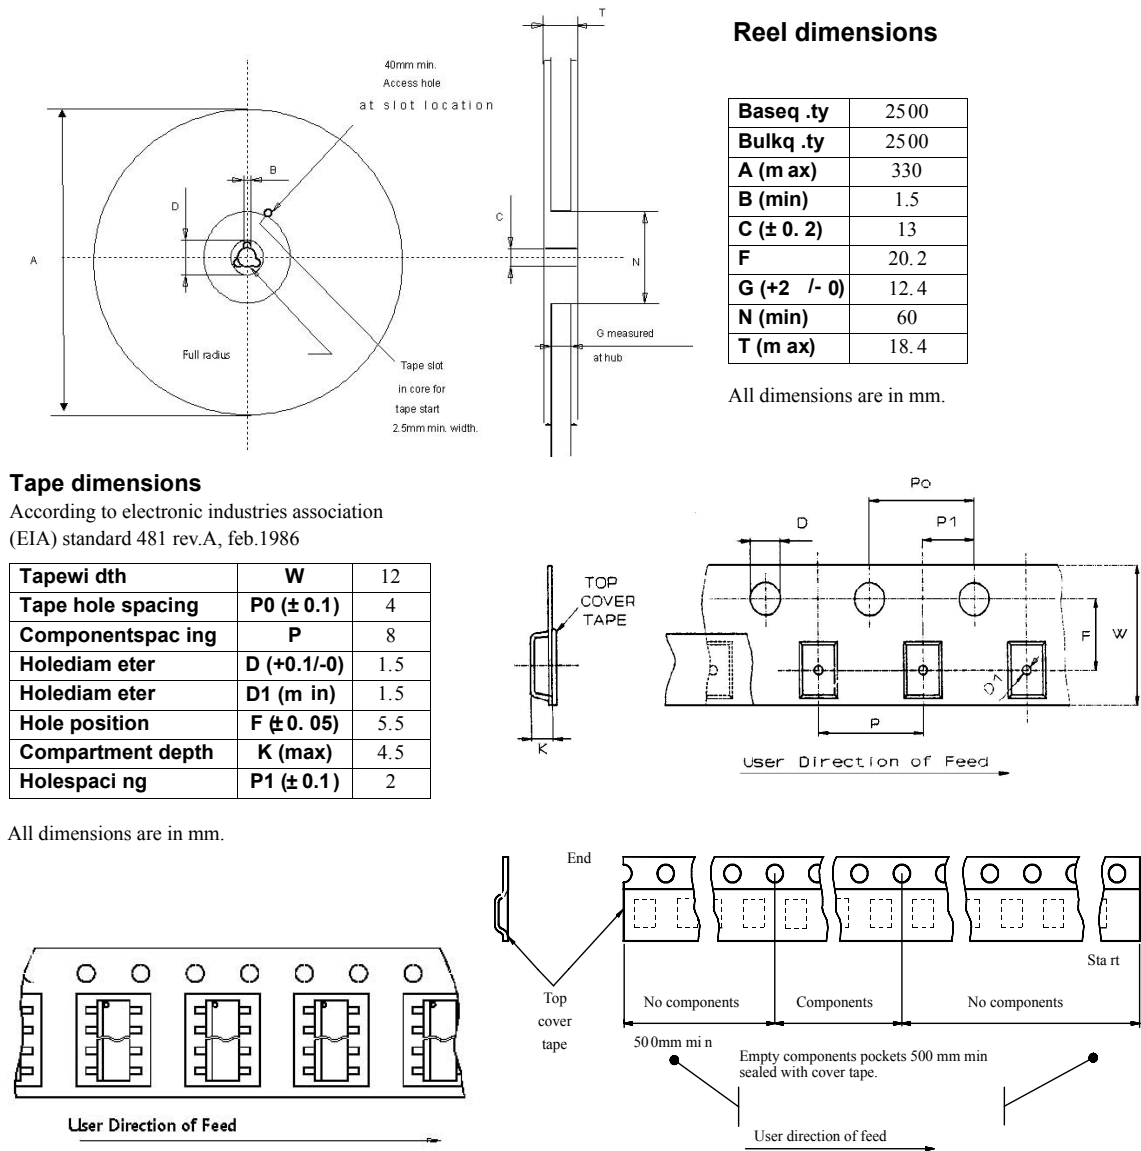 T
Reel dimensions
40mm min.
Access hole
at slot location
B
D
C
A
N
G measured
at hub
Full radius
Tape slot
in core for
tape start
2.5mm min. width.
Baseq .ty 2500
Bulkq .ty 2500
A (m ax) 330
B (min) 1.5
C (± 0. 2) 13
F 20. 2
G (+2 /- 0) 12. 4
N (min) 60
T (m ax) 18. 4
All dimensions are in mm.
Tape dimensions
According to electronic industries association
(EIA) standard 481 rev.A, feb.1986
Tapewi dth W 12
Tape hole spacing P0 (± 0.1) 4
Componentspac ing P 8
Holediam eter D (+0.1/-0) 1.5
Holediam eter D1 (m in) 1.5
Hole position F (± 0. 05) 5.5
Compartment depth K (max) 4.5
Holespaci ng P1 (± 0.1) 2
All dimensions are in mm.
Po
D
P1
TOP
COVER
TAPE
F
W
D1
K
P
User Direction of Feed
End
Sta rt
Top
cover
tape
No components
Components
No components
500mm mi n
Empty components pockets 500 mm min
sealed with cover tape.
User direction of feed
User Direction of Feed